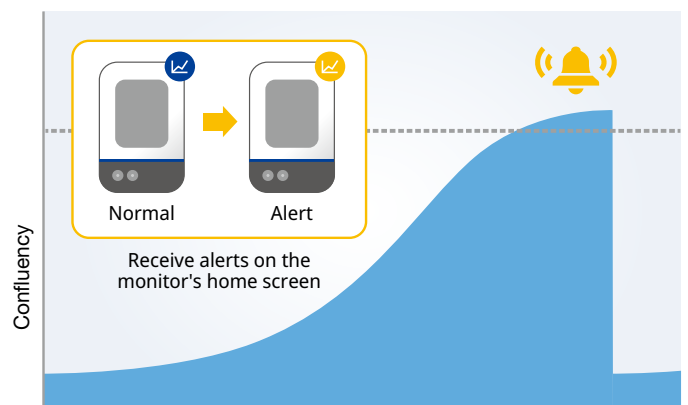 Normal
Alert
Receive alerts on the
monitor's home screen
Confluency